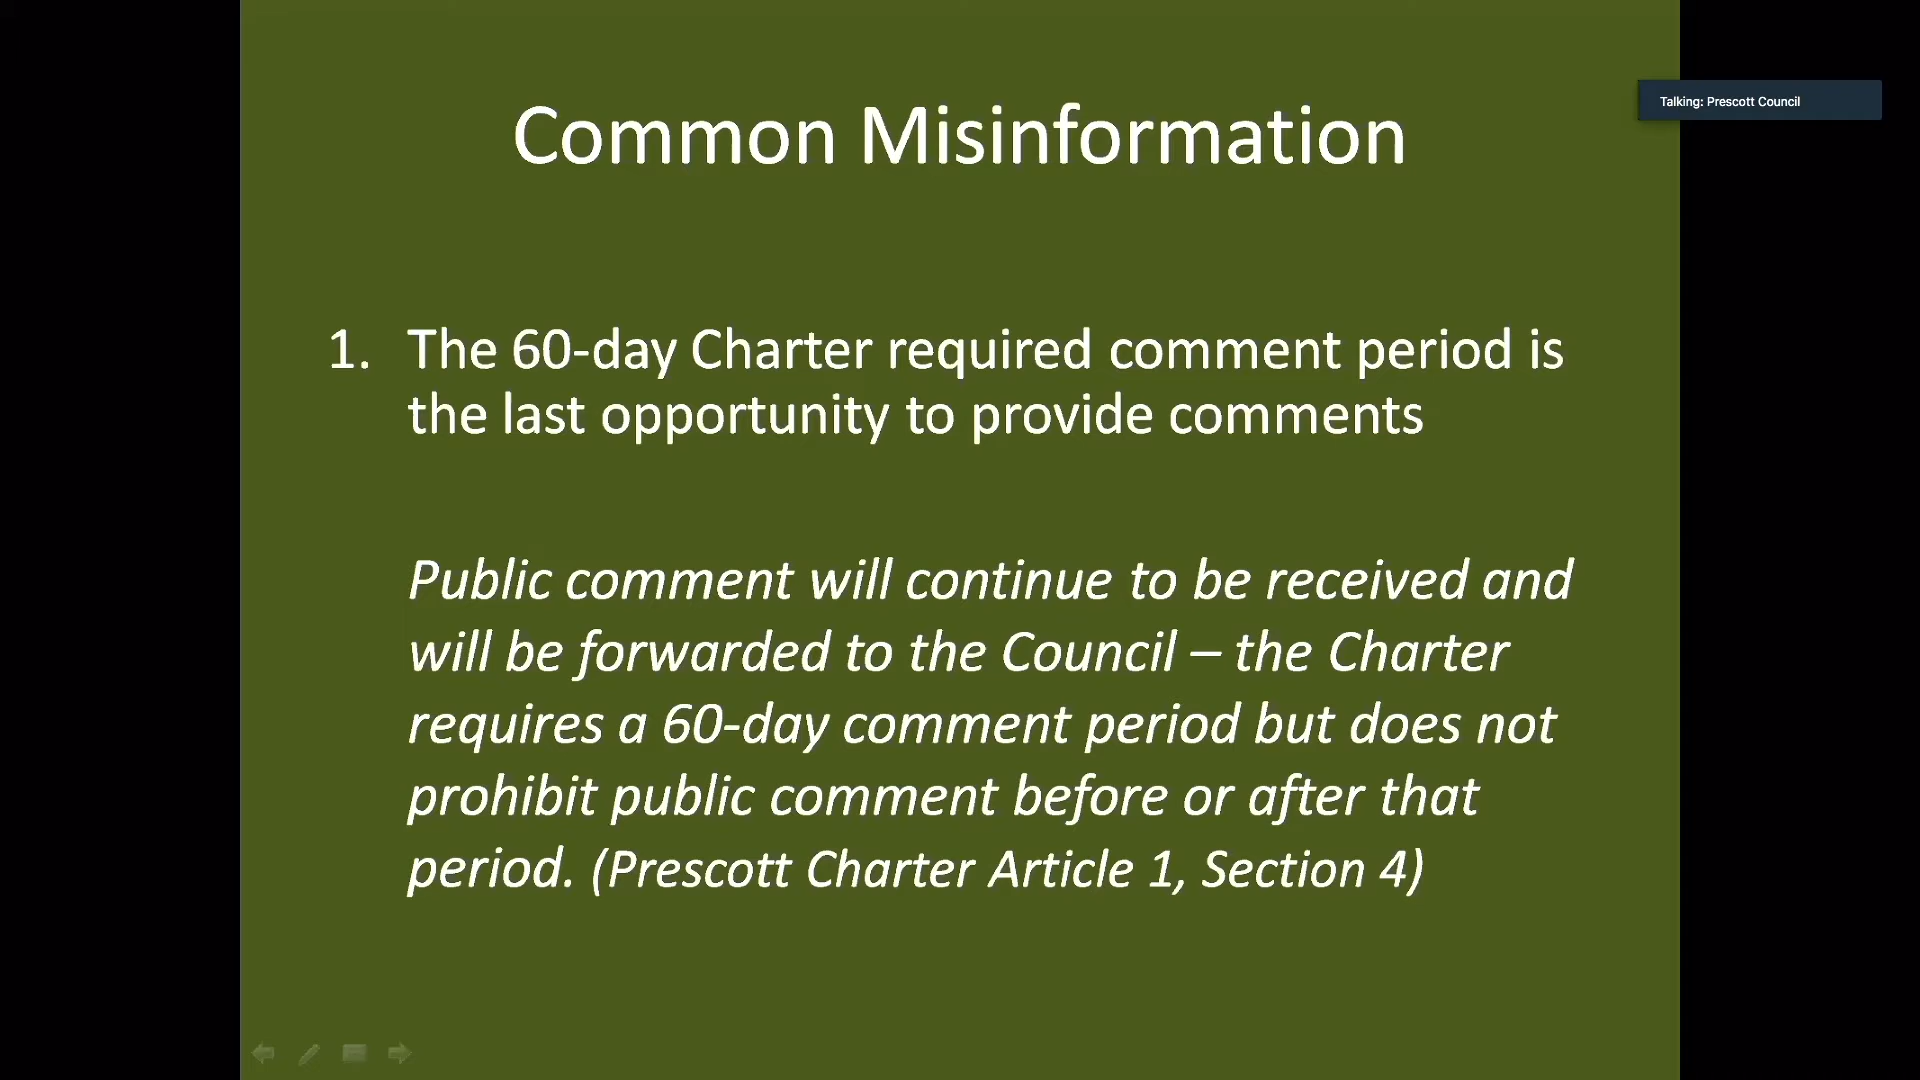 Common Misinformation
Talking: Prescott Council
1. The 60-day Charter required comment period is
the last opportunity to provide comments
Public comment will continue to be received and
will be forwarded to the Council – the Charter
requires a 60-day comment period but does not
prohibit public comment before or after that
period. (Prescott Charter Article 1, Section 4)